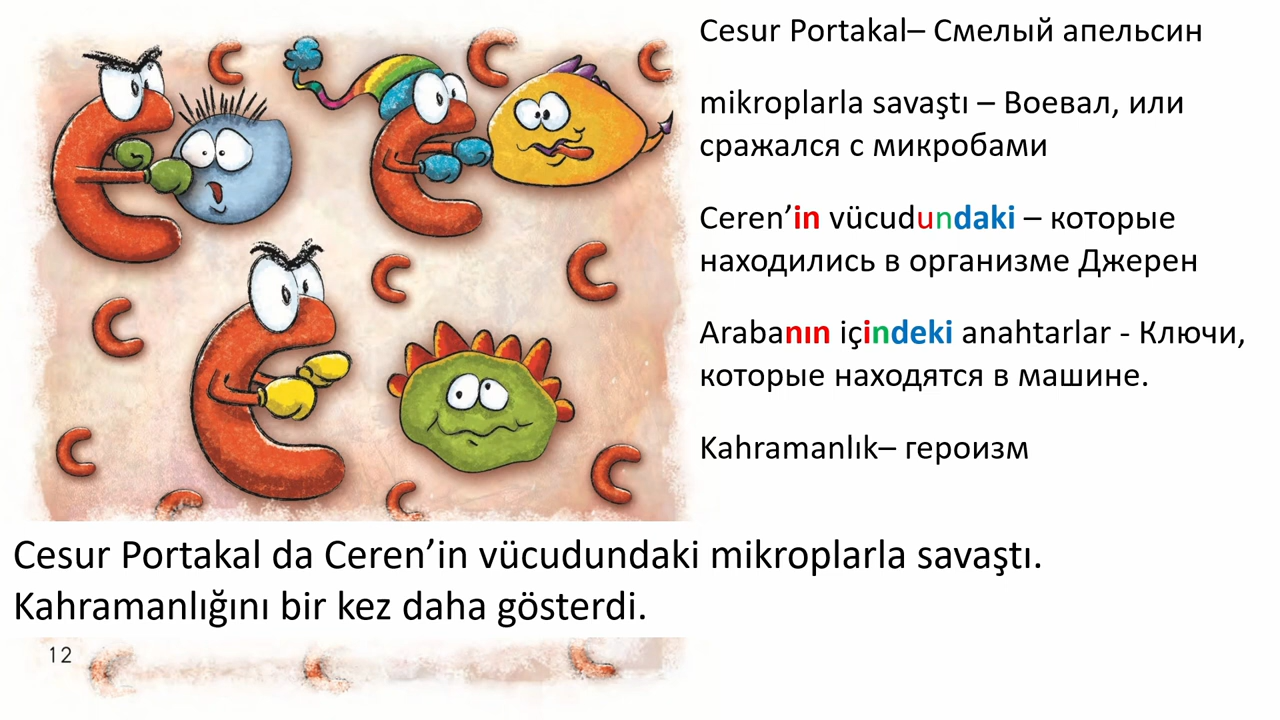 Cesur Portakal– Смелый апельсин
mikroplarla savaştı – Воевал, или
сражался с микробами
Ceren’in vücudundaki – которые
находились в организме Джерен
Arabanın içindeki anahtarlar - Ключи,
которые находятся в машине.
Kahramanlık– героизм
Cesur Portakal da Ceren’in vücudundaki mikroplarla savaştı.
Kahramanlığını bir kez daha gösterdi.
12